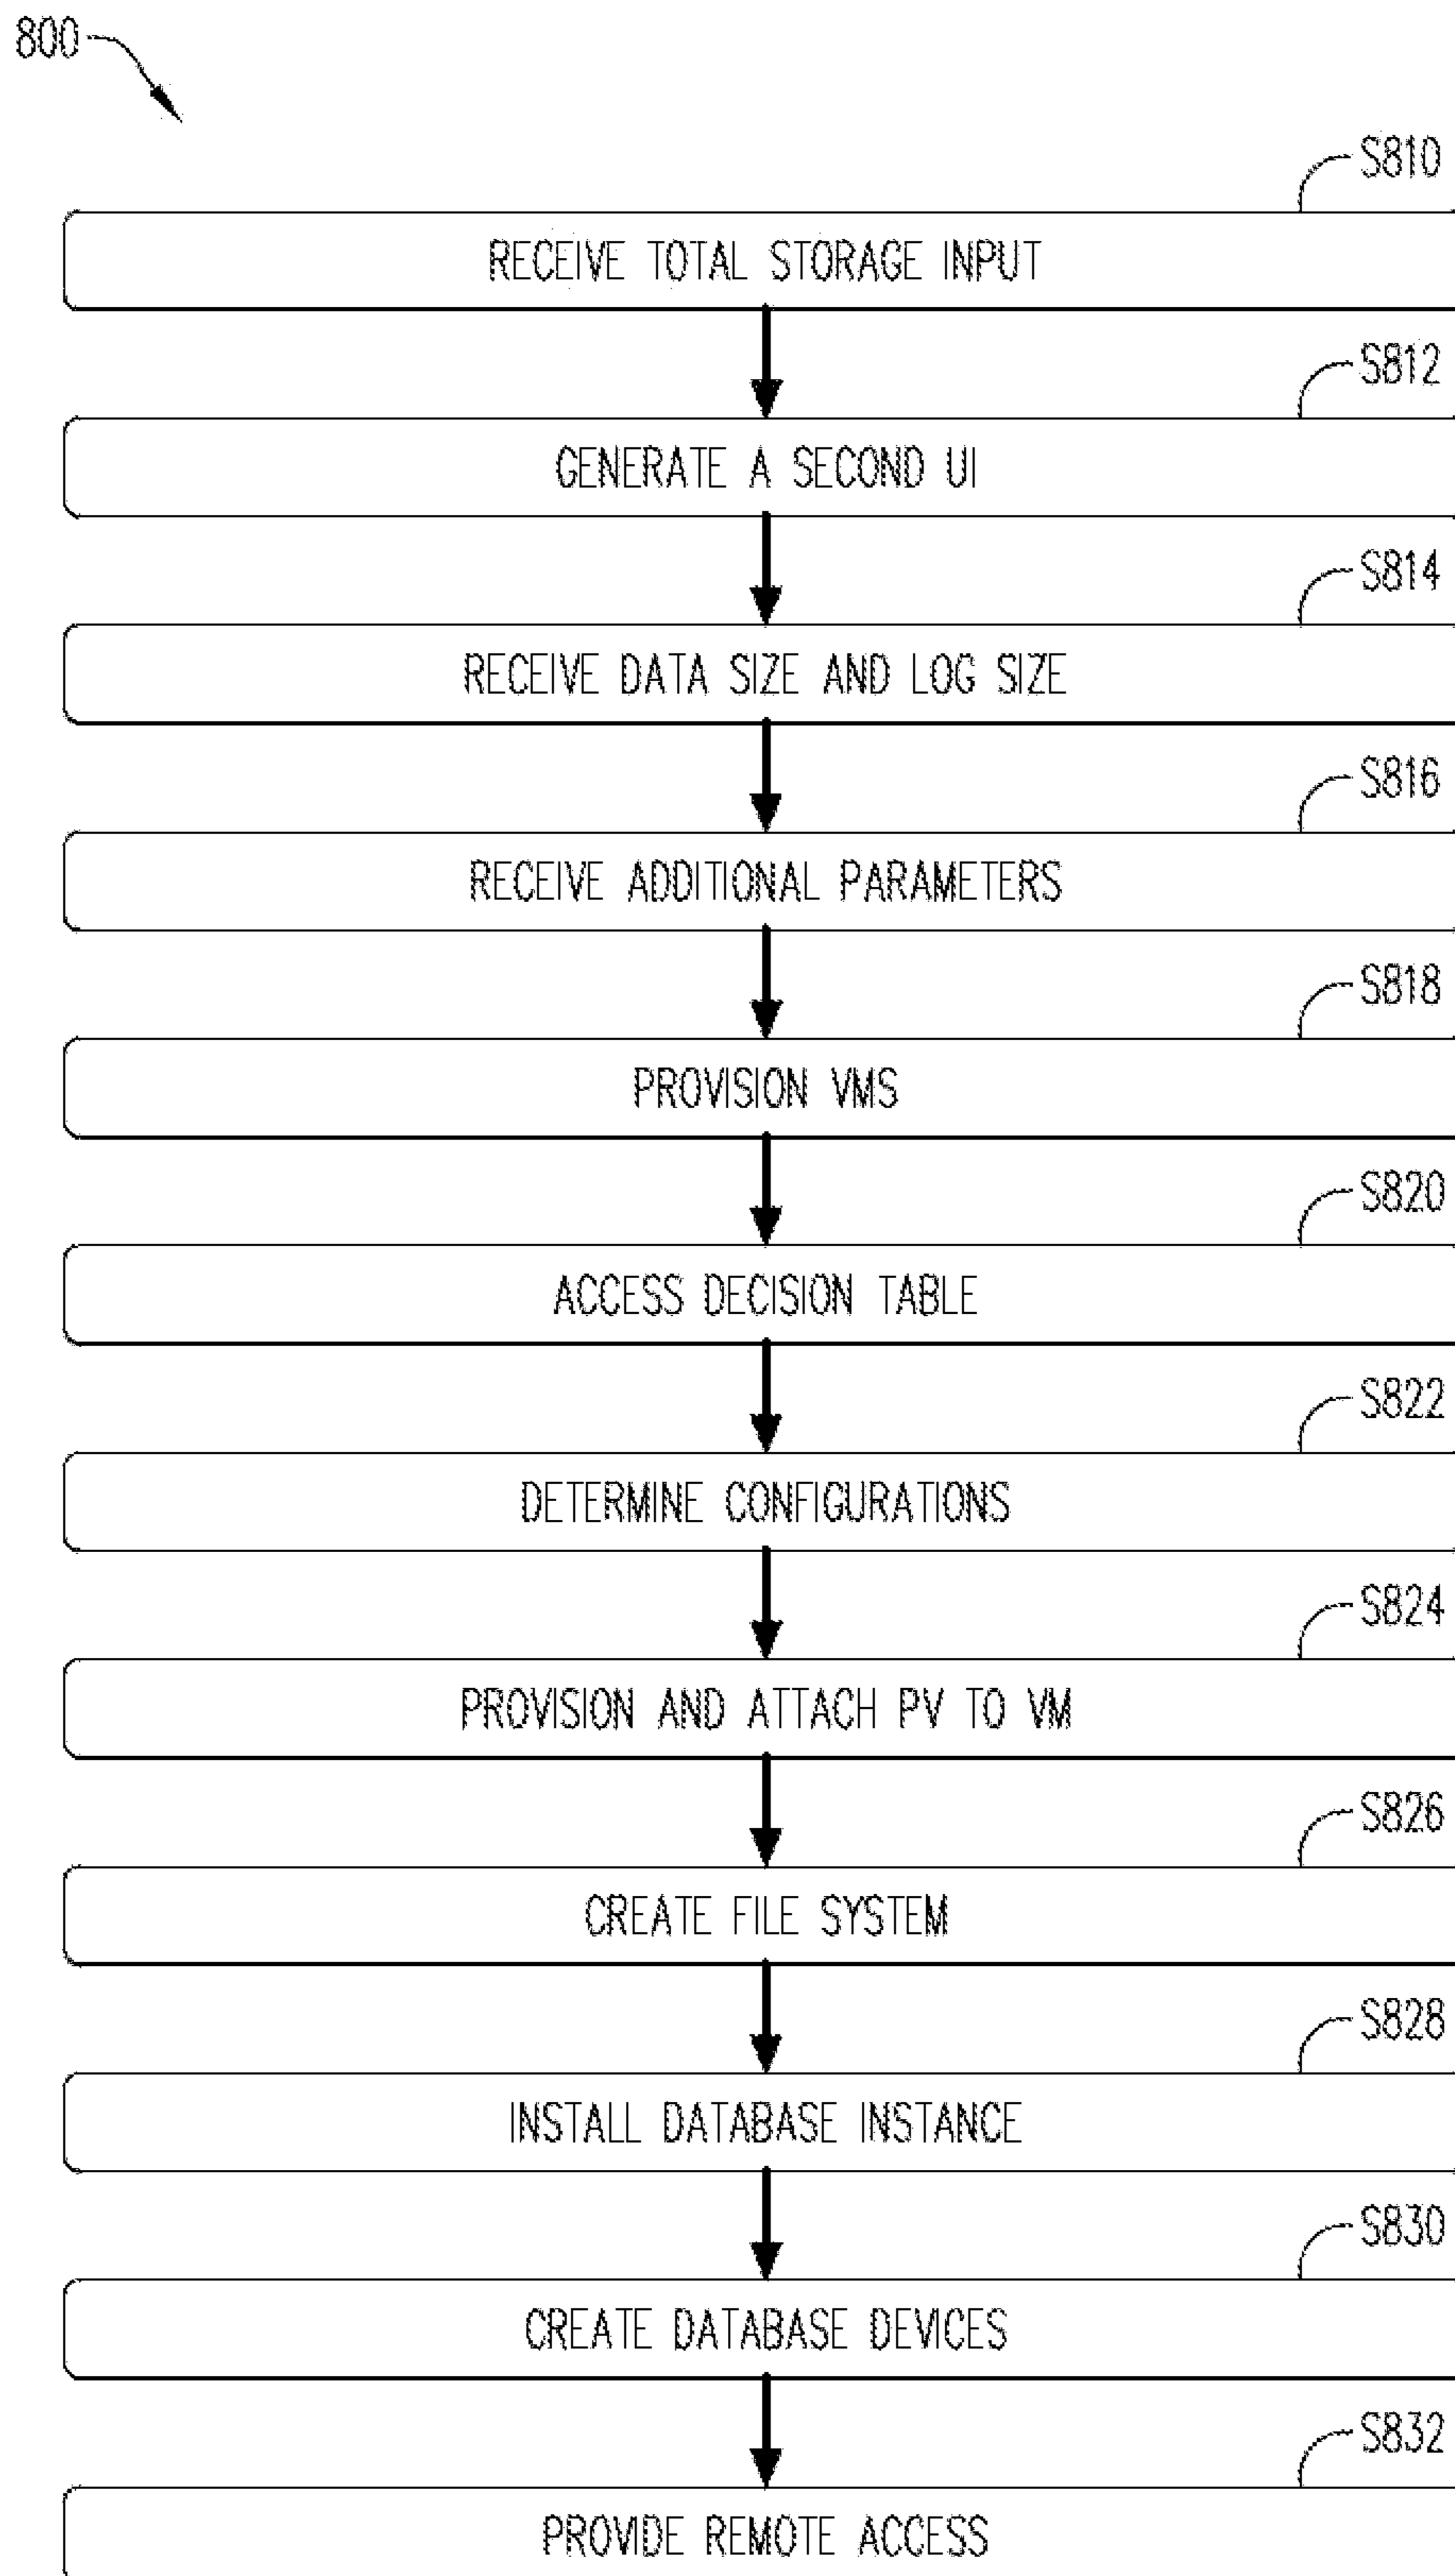 800
S810
RECEIVE TOTAL STORAGE INPUT
S812
GENERATE A SECOND UI
S814
RECEIVE DATA SIZE AND LOG SIZE
S816
RECEIVE ADDITIONAL PARAMETERS
S818
PROVISION VMS
S820
ACCESS DECISION TABLE
S822
DETERMINE CONFIGURATIONS
S824
PROVISION AND ATTACH PV TO VM
S826
CREATE FILE SYSTEM
S828
INSTALL DATABASE INSTANCE
S830
CREATE DATABASE DEVICES
S832
PROVIDE REMOTE ACCESS